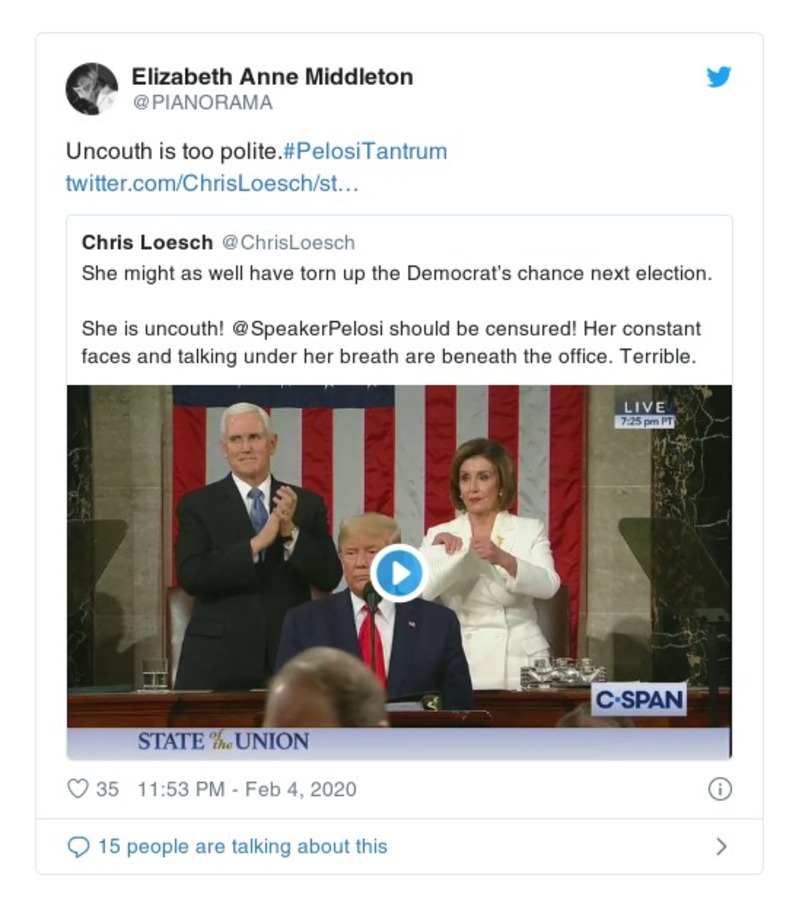 Elizabeth Anne Middleton
@PIANORAMA
Uncouth is too polite.#PelosiTantrum
twitter.com/ChrisLoesch/st…
Chris Loesch @ChrisLoesch
She might as well have torn up the Democrat's chance next election.
She is uncouth! @SpeakerPelosi should be censured! Her constant
faces and talking under her breath are beneath the office. Terrible.
LIVE
7:25 pm PT
C-SPAN
STATE of the UNION
35 11:53 PM - Feb 4, 2020
15 people are talking about this